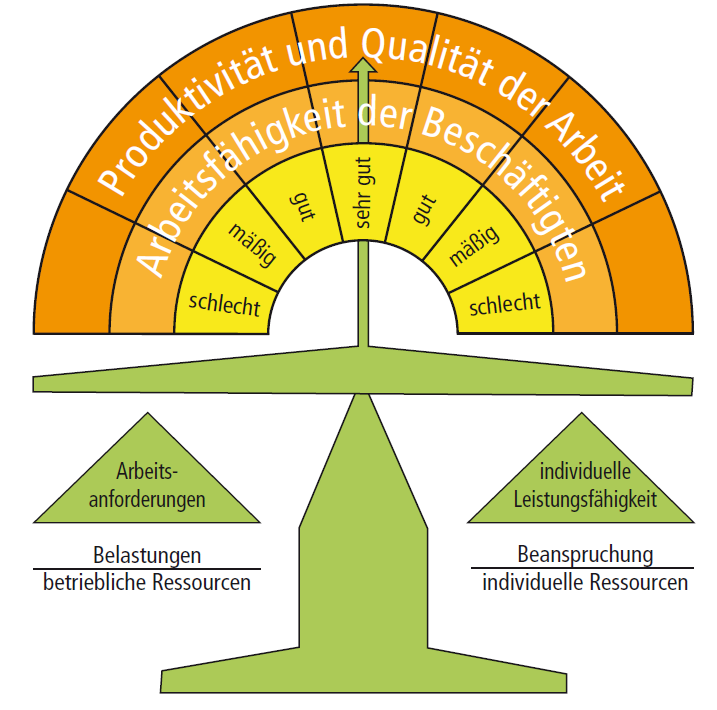 Produktivität und Qualität der Arbeit
Arbeitsfähigkeit der Beschäftigten
schlecht
mäßig
gut
sehr gut
gut
mäßig
schlecht
Arbeits-
anforderungen
individuelle
Leistungsfähigkeit
Belastungen
betriebliche Ressourcen
Beanspruchung
individuelle Ressourcen